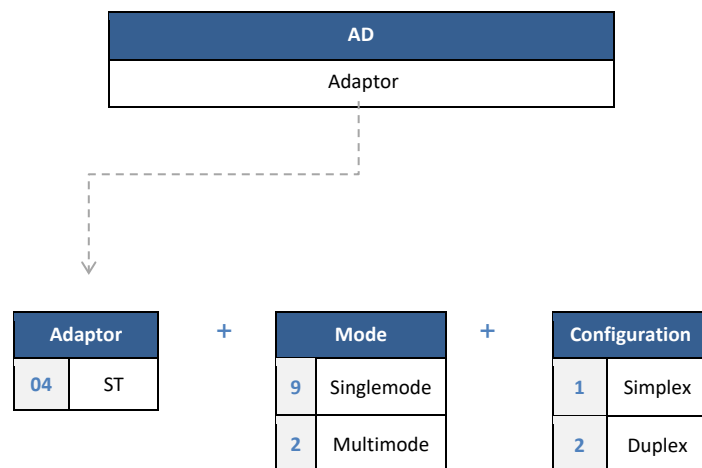 AD
Adaptor
Adaptor + Mode + Configuration
04 ST 9 Singlemode 1 Simplex
2 Multimode 2 Duplex